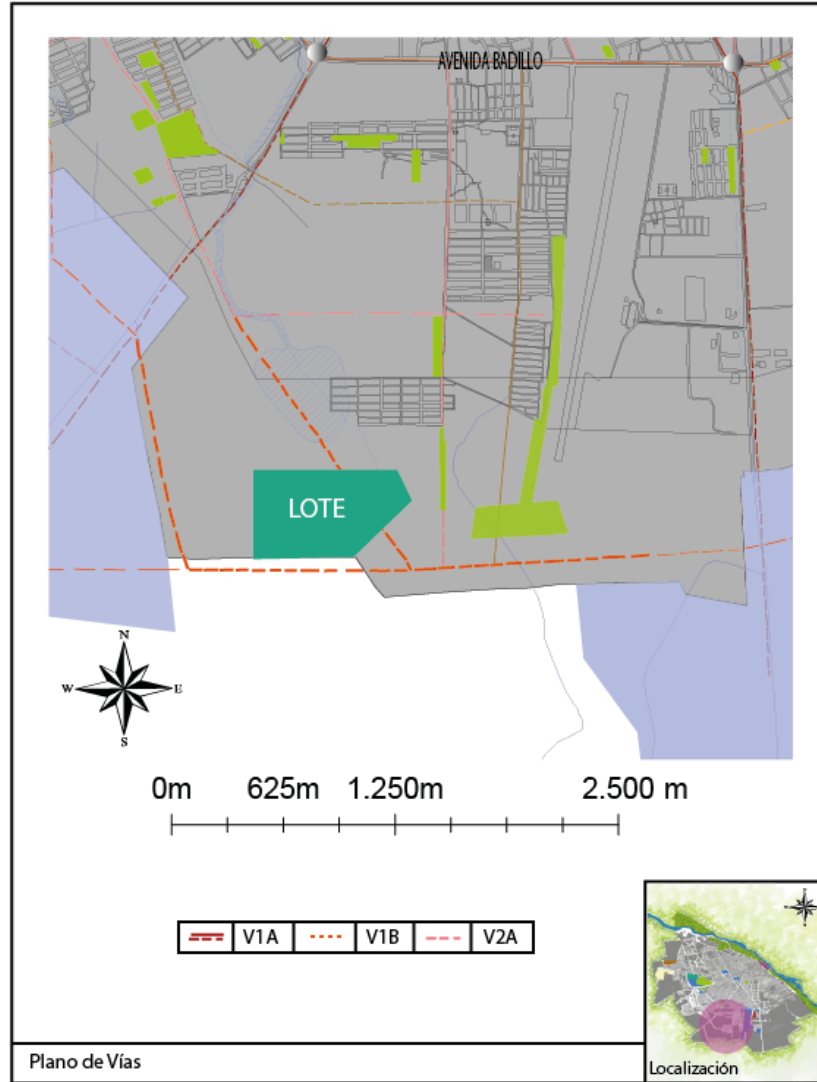 AVENIDA BADILLO
LOTE
N
W E
S
0m 625m 1.250m 2.500 m
V1A V1B V2A
Plano de Vías
Localización